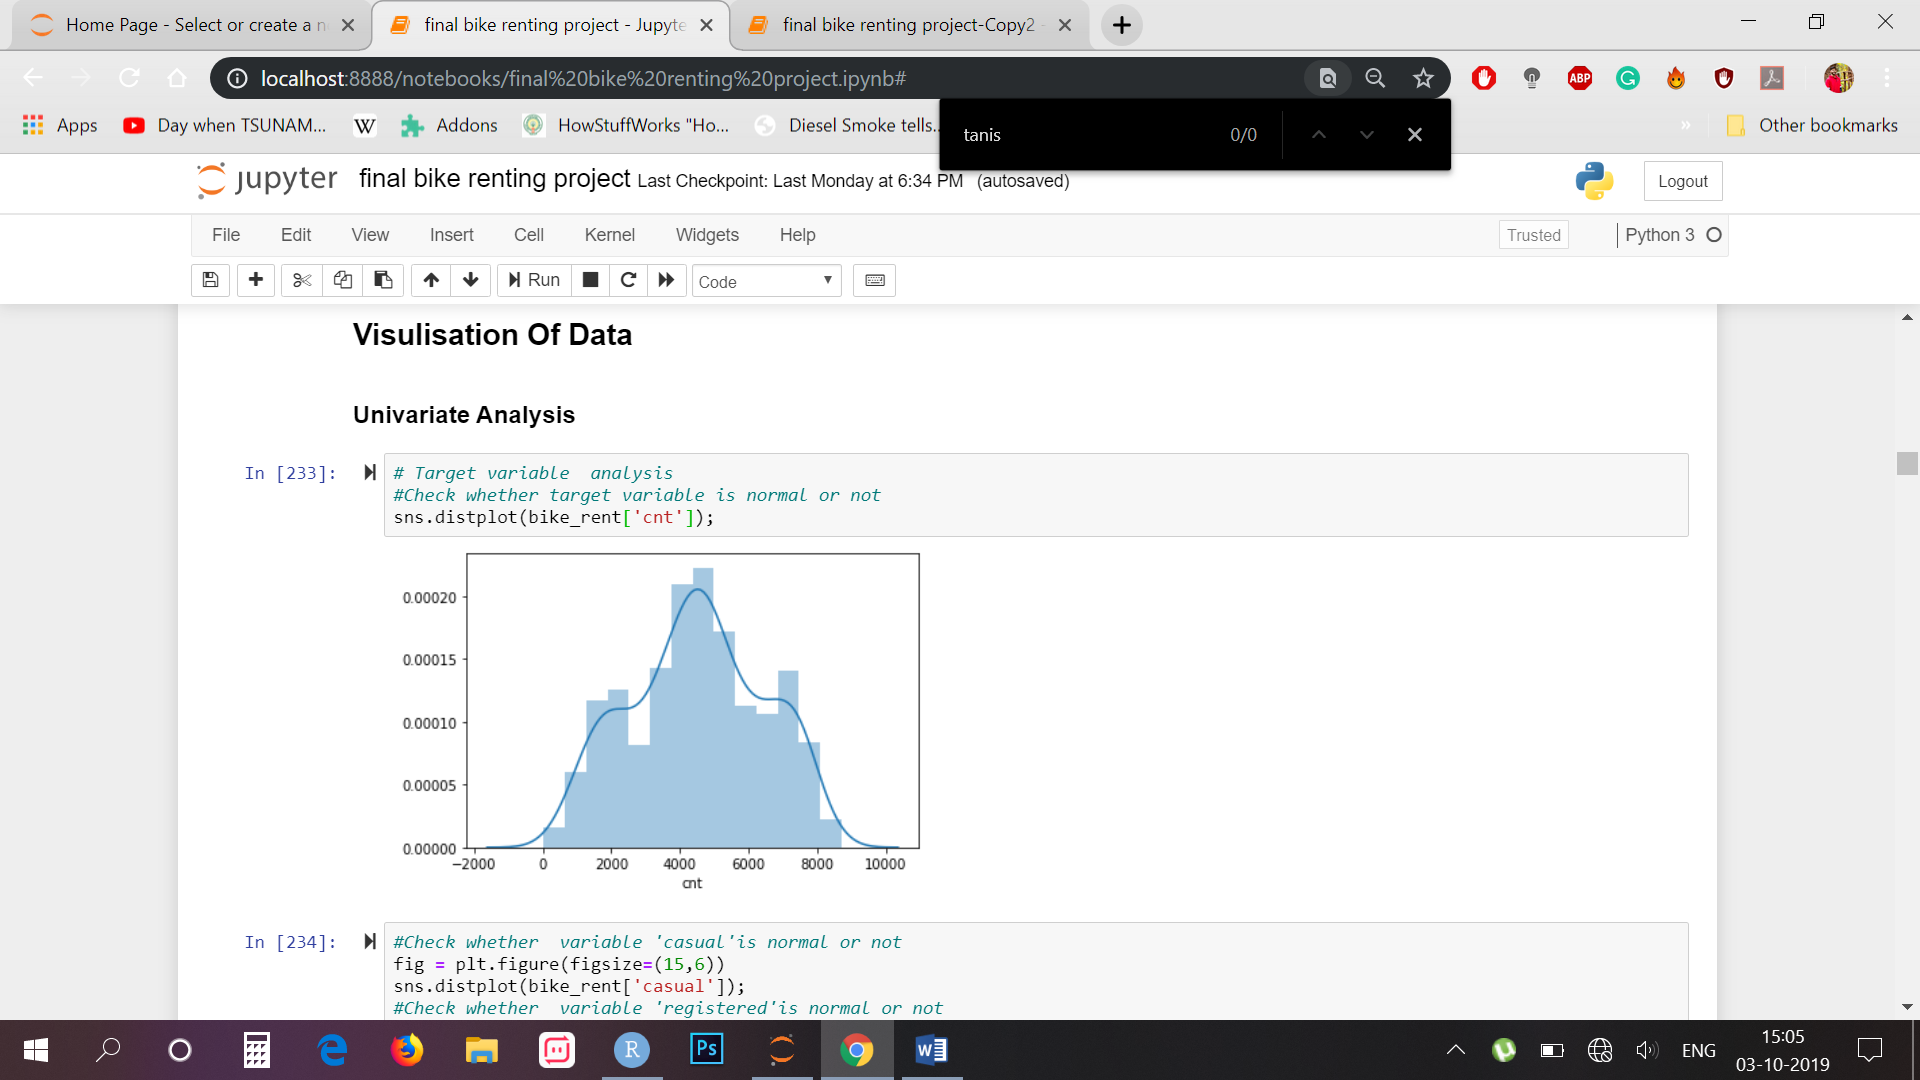 Home Page - Select or create a n
final bike renting project - Jupyte
final bike renting project-Copy2 -
localhost:8888/notebooks/final%20bike%20renting%20project.ipynb#
ABP
Apps
Day when TSUNAM...
W
Addons
HowStuffWorks "Ho...
Diesel Smoke tells...
»
Other bookmarks
tanis
0/0
jupyter
final bike renting project Last Checkpoint: Last Monday at 6:34 PM (autosaved)
Logout
File Edit View Insert Cell Kernel Widgets Help
Trusted
Python 3
Run
Code
Visulisation Of Data
Univariate Analysis
In [233]:
# Target variable  analysis
#Check whether target variable is normal or not
sns.distplot(bike_rent['cnt']);
0.00020
0.00015
0.00010
0.00005
0.00000
−2000 0 2000 4000 6000 8000 10000
cnt
In [234]:
#Check whether  variable 'casual'is normal or not
fig = plt.figure(figsize=(15,6))
sns.distplot(bike_rent['casual']);
#Check whether  variable 'registered'is normal or not
R
Ps
W
ENG
15:05
03-10-2019